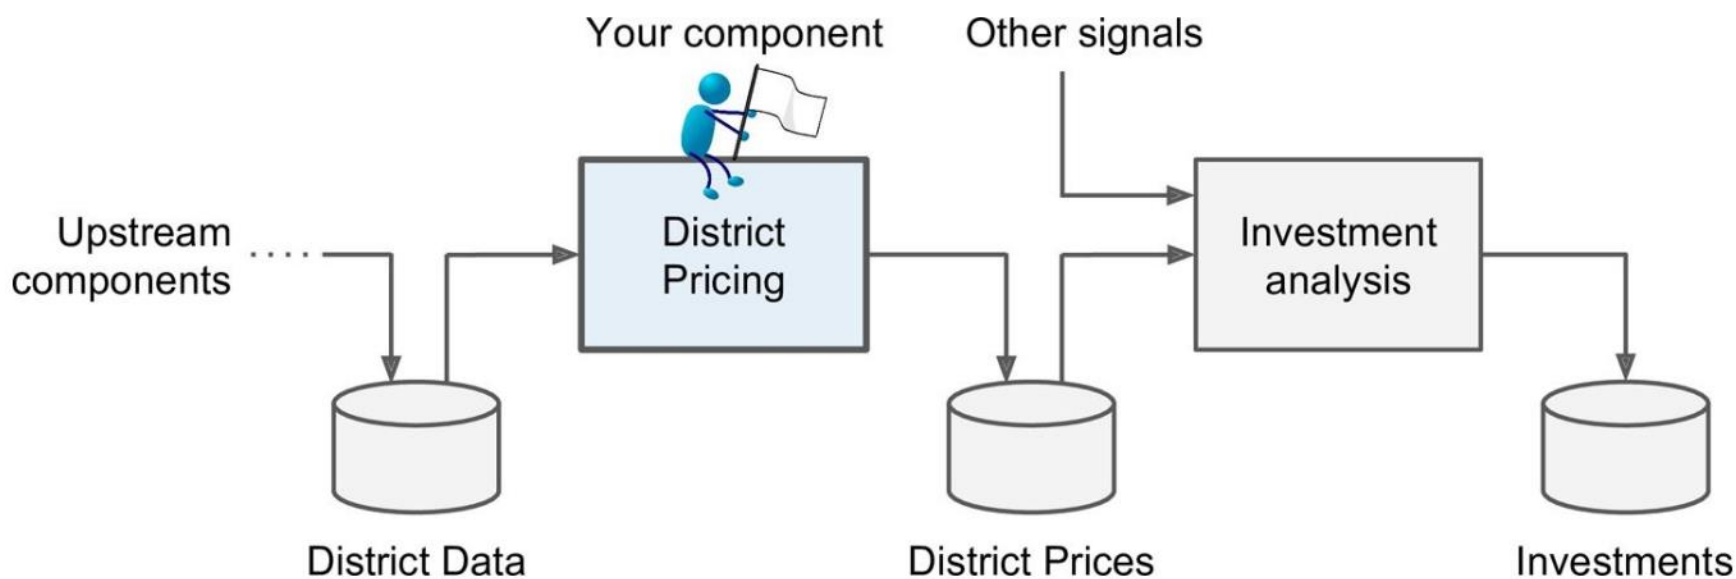 Your component
Other signals
Upstream
components
District
Pricing
Investment
analysis
District Data
District Prices
Investments